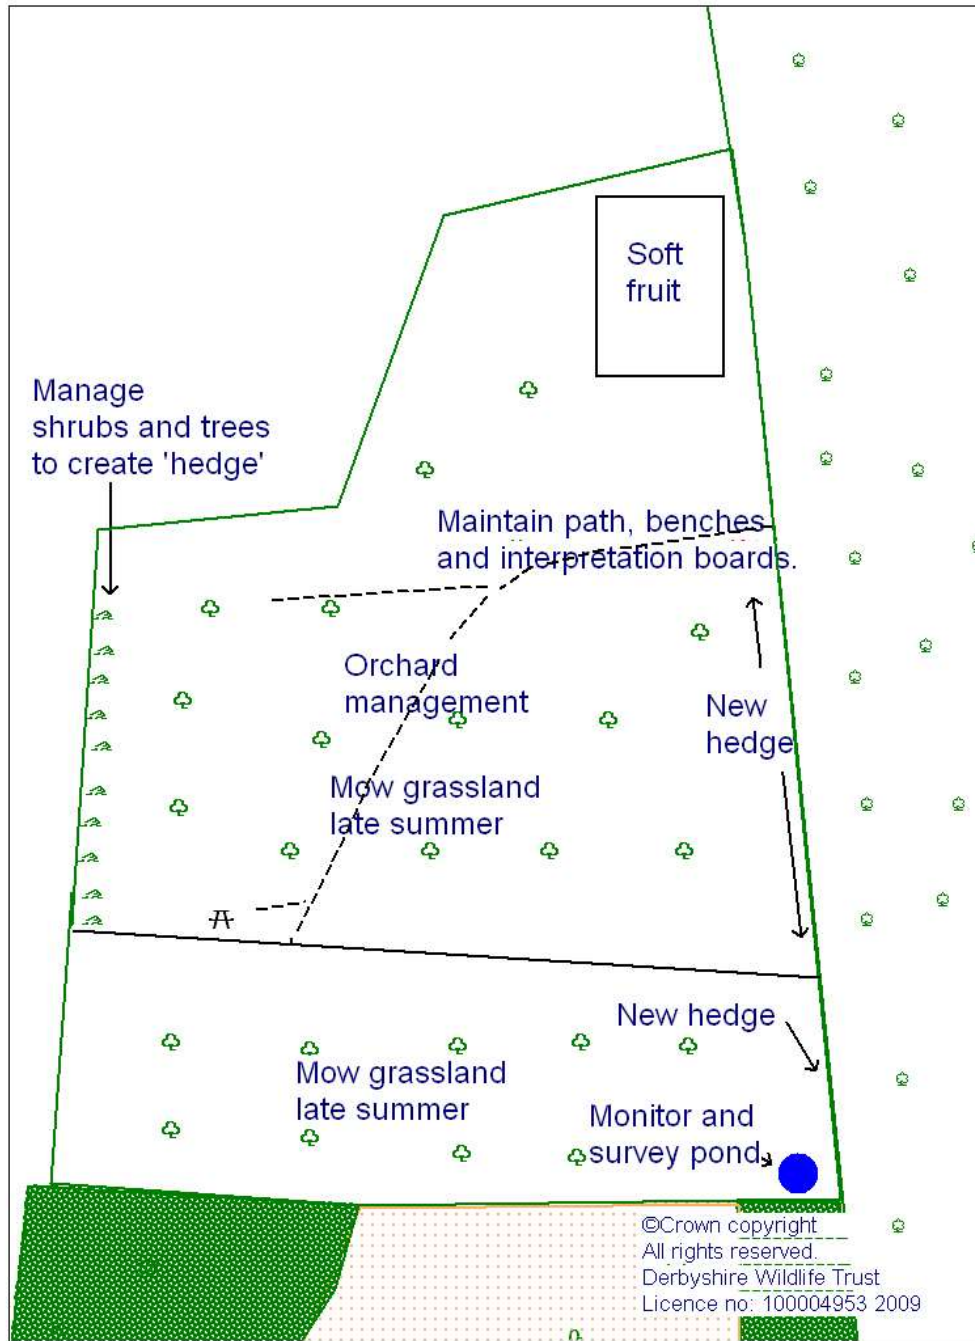 Soft
fruit
Manage
shrubs and trees
to create 'hedge'
Maintain path, benches
and interpretation boards.
Orchard
management
New
hedge
Mow grassland
late summer
New hedge
Mow grassland
late summer
Monitor and
survey pond
©Crown copyright
All rights reserved.
Derbyshire Wildlife Trust
Licence no: 100004953 2009